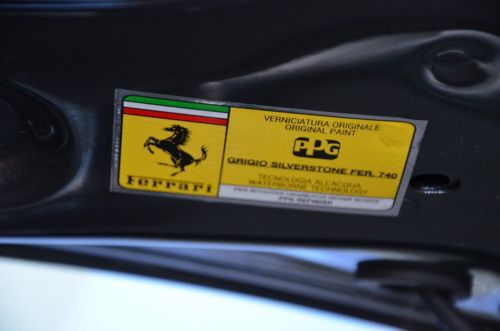 VERNICIATURA ORIGINALE
ORIGINAL PAINT
PPG
GRIGIO SILVERSTONE FER. 740
TECNOLOGIA ALL'ACQUA
WATERBORNE TECHNOLOGY
PPG REFINISH
Ferrari